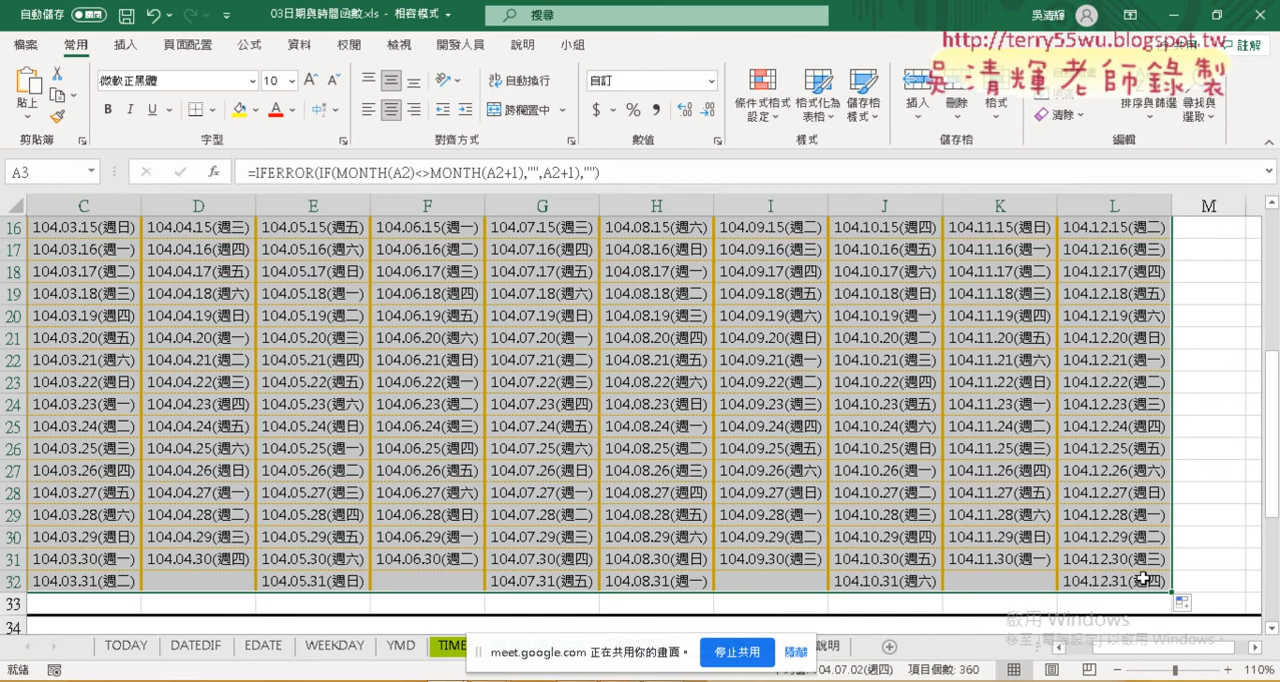 自動儲存 03日期與時間函數.xls - 相容模式 搜尋 吳清輝
http://terry55wu.blogspot.tw
吳清輝老師錄製
檔案 常用 插入 頁面配置 公式 資料 校閱 檢視 開發人員 說明 小組 註解
貼上 微軟正黑體 10 自動換行 自訂 條件式格式設定 格式化為表格 儲存格樣式 插入 刪除 格式 排序與篩選 尋找與選取
B I U A 跨欄置中 $ % 清除
剪貼簿 字型 對齊方式 數值 樣式 儲存格 編輯
A3 fx =IFERROR(IF(MONTH(A2)<>MONTH(A2+1),"",A2+1),"")
C D E F G H I J K L M
16 104.03.15(週日) 104.04.15(週三) 104.05.15(週五) 104.06.15(週一) 104.07.15(週三) 104.08.15(週六) 104.09.15(週二) 104.10.15(週四) 104.11.15(週日) 104.12.15(週二)
17 104.03.16(週一) 104.04.16(週四) 104.05.16(週六) 104.06.16(週二) 104.07.16(週四) 104.08.16(週日) 104.09.16(週三) 104.10.16(週五) 104.11.16(週一) 104.12.16(週三)
18 104.03.17(週二) 104.04.17(週五) 104.05.17(週日) 104.06.17(週三) 104.07.17(週五) 104.08.17(週一) 104.09.17(週四) 104.10.17(週六) 104.11.17(週二) 104.12.17(週四)
19 104.03.18(週三) 104.04.18(週六) 104.05.18(週一) 104.06.18(週四) 104.07.18(週六) 104.08.18(週二) 104.09.18(週五) 104.10.18(週日) 104.11.18(週三) 104.12.18(週五)
20 104.03.19(週四) 104.04.19(週日) 104.05.19(週二) 104.06.19(週五) 104.07.19(週日) 104.08.19(週三) 104.09.19(週六) 104.10.19(週一) 104.11.19(週四) 104.12.19(週六)
21 104.03.20(週五) 104.04.20(週一) 104.05.20(週三) 104.06.20(週六) 104.07.20(週一) 104.08.20(週四) 104.09.20(週日) 104.10.20(週二) 104.11.20(週五) 104.12.20(週日)
22 104.03.21(週六) 104.04.21(週二) 104.05.21(週四) 104.06.21(週日) 104.07.21(週二) 104.08.21(週五) 104.09.21(週一) 104.10.21(週三) 104.11.21(週六) 104.12.21(週一)
23 104.03.22(週日) 104.04.22(週三) 104.05.22(週五) 104.06.22(週一) 104.07.22(週三) 104.08.22(週六) 104.09.22(週二) 104.10.22(週四) 104.11.22(週日) 104.12.22(週二)
24 104.03.23(週一) 104.04.23(週四) 104.05.23(週六) 104.06.23(週二) 104.07.23(週四) 104.08.23(週日) 104.09.23(週三) 104.10.23(週五) 104.11.23(週一) 104.12.23(週三)
25 104.03.24(週二) 104.04.24(週五) 104.05.24(週日) 104.06.24(週三) 104.07.24(週五) 104.08.24(週一) 104.09.24(週四) 104.10.24(週六) 104.11.24(週二) 104.12.24(週四)
26 104.03.25(週三) 104.04.25(週六) 104.05.25(週一) 104.06.25(週四) 104.07.25(週六) 104.08.25(週二) 104.09.25(週五) 104.10.25(週日) 104.11.25(週三) 104.12.25(週五)
27 104.03.26(週四) 104.04.26(週日) 104.05.26(週二) 104.06.26(週五) 104.07.26(週日) 104.08.26(週三) 104.09.26(週六) 104.10.26(週一) 104.11.26(週四) 104.12.26(週六)
28 104.03.27(週五) 104.04.27(週一) 104.05.27(週三) 104.06.27(週六) 104.07.27(週一) 104.08.27(週四) 104.09.27(週日) 104.10.27(週二) 104.11.27(週五) 104.12.27(週日)
29 104.03.28(週六) 104.04.28(週二) 104.05.28(週四) 104.06.28(週日) 104.07.28(週二) 104.08.28(週五) 104.09.28(週一) 104.10.28(週三) 104.11.28(週六) 104.12.28(週一)
30 104.03.29(週日) 104.04.29(週三) 104.05.29(週五) 104.06.29(週一) 104.07.29(週三) 104.08.29(週六) 104.09.29(週二) 104.10.29(週四) 104.11.29(週日) 104.12.29(週二)
31 104.03.30(週一) 104.04.30(週四) 104.05.30(週六) 104.06.30(週二) 104.07.30(週四) 104.08.30(週日) 104.09.30(週三) 104.10.30(週五) 104.11.30(週一) 104.12.30(週三)
32 104.03.31(週二) 104.05.31(週日) 104.07.31(週五) 104.08.31(週一) 104.10.31(週六) 104.12.31(週四)
33
34
啟用 Windows
移至 [電腦設定] 以啟用 Windows。
TODAY DATEDIF EDATE WEEKDAY YMD TIME 說明
meet.google.com 正在共用你的畫面。 停止共用 隱藏
就緒 104.07.02(週四) 項目個數: 360 110%